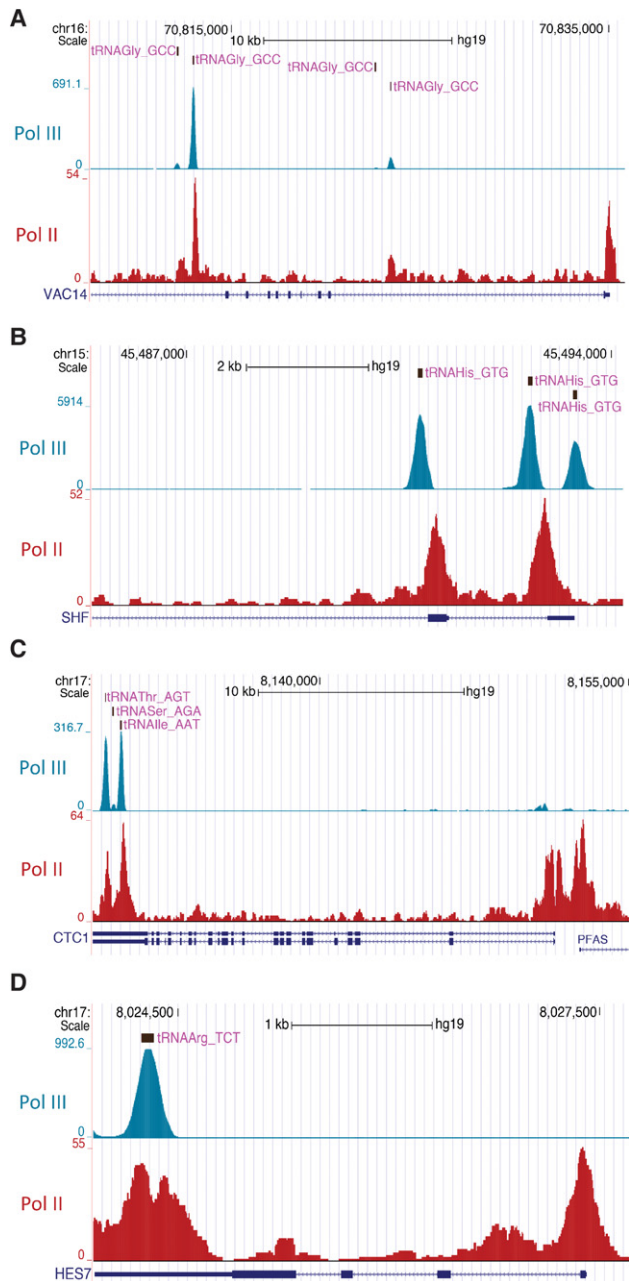 A
chr16: 70,815,000 70,835,000
Scale 10 kb hg19
tRNAGly_GCC tRNAGly_GCC
tRNAGly_GCC
tRNAGly_GCC
691.1
Pol III
0
54
Pol II
0
VAC14
B
chr15: 45,487,000 45,494,000
Scale 2 kb hg19
tRNAHis_GTG tRNAHis_GTG
5914 tRNAHis_GTG
Pol III
0
52
Pol II
0
SHF
C
chr17: 8,140,000 8,155,000
Scale 10 kb hg19
tRNAThr_AGT
tRNASer_AGA
316.7 tRNAIle_AAT
Pol III
0
64
Pol II
0
CTC1 PFAS
D
chr17: 8,024,500 8,027,500
Scale 1 kb hg19
992.6 tRNAArg_TCT
Pol III
0
55
Pol II
0
HES7